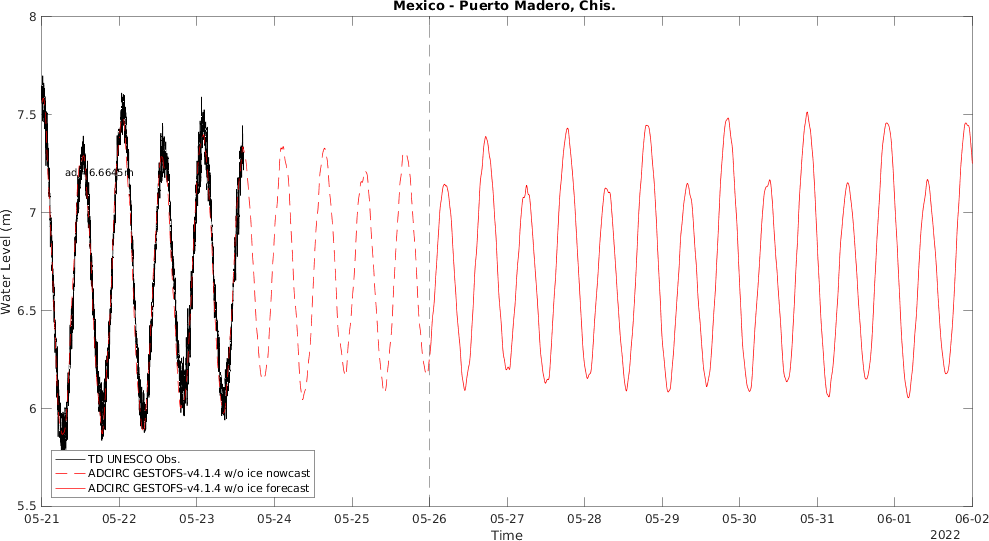 Mexico - Puerto Madero, Chis.
8
7.5
7
6.5
6
5.5
Water Level (m)
TD UNESCO Obs.
ADCIRC GESTOFS-v4.1.4 w/o ice nowcast
ADCIRC GESTOFS-v4.1.4 w/o ice forecast
05-21 05-22 05-23 05-24 05-25 05-26 05-27 05-28 05-29 05-30 05-31 06-01 06-02
Time
2022